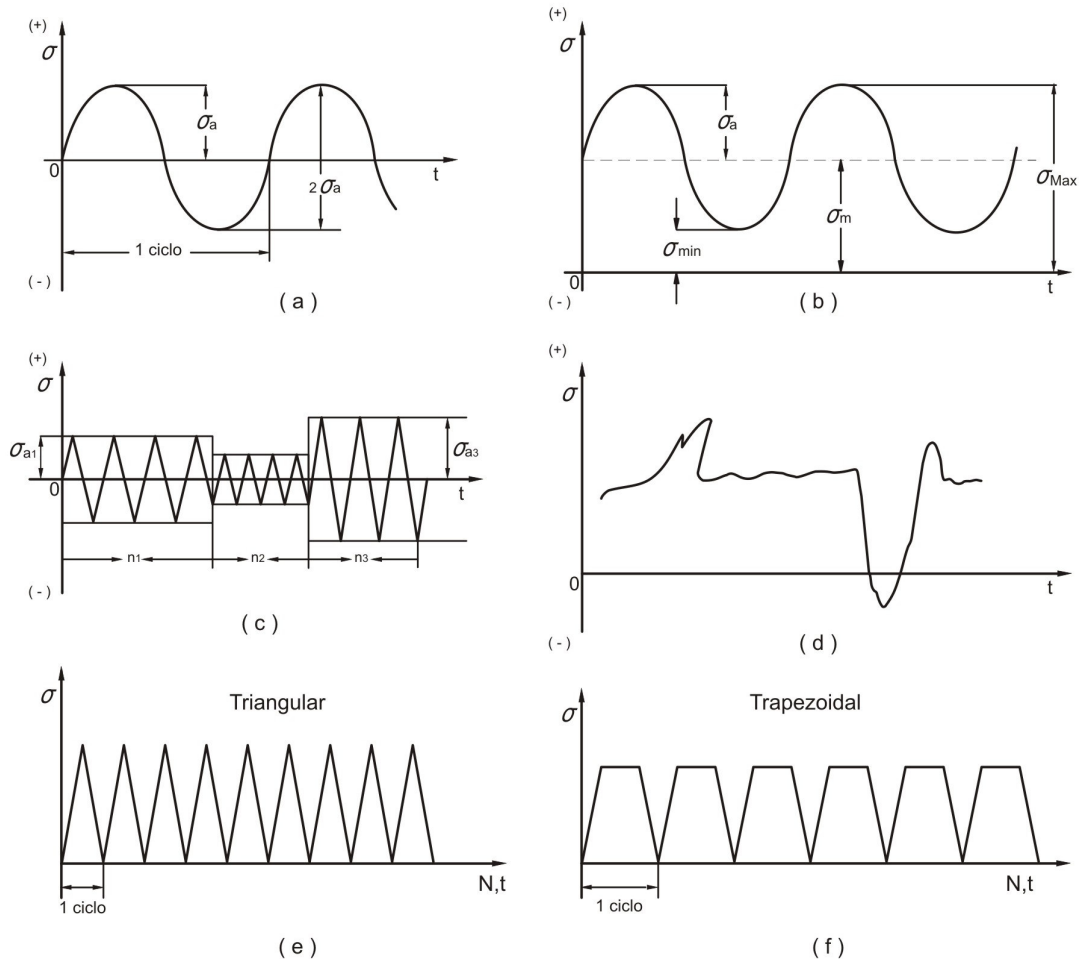 (+)
σ
σa
0
t
2σa
1 ciclo
( - )
( a )
(+)
σ
σa
σMax
σm
σmin
0
t
( - )
( b )
(+)
σ
σa1
σa3
0
t
n1
n2
n3
( - )
( c )
(+)
σ
0
t
( - )
( d )
σ
Triangular
N,t
1 ciclo
( e )
σ
Trapezoidal
N,t
1 ciclo
( f )